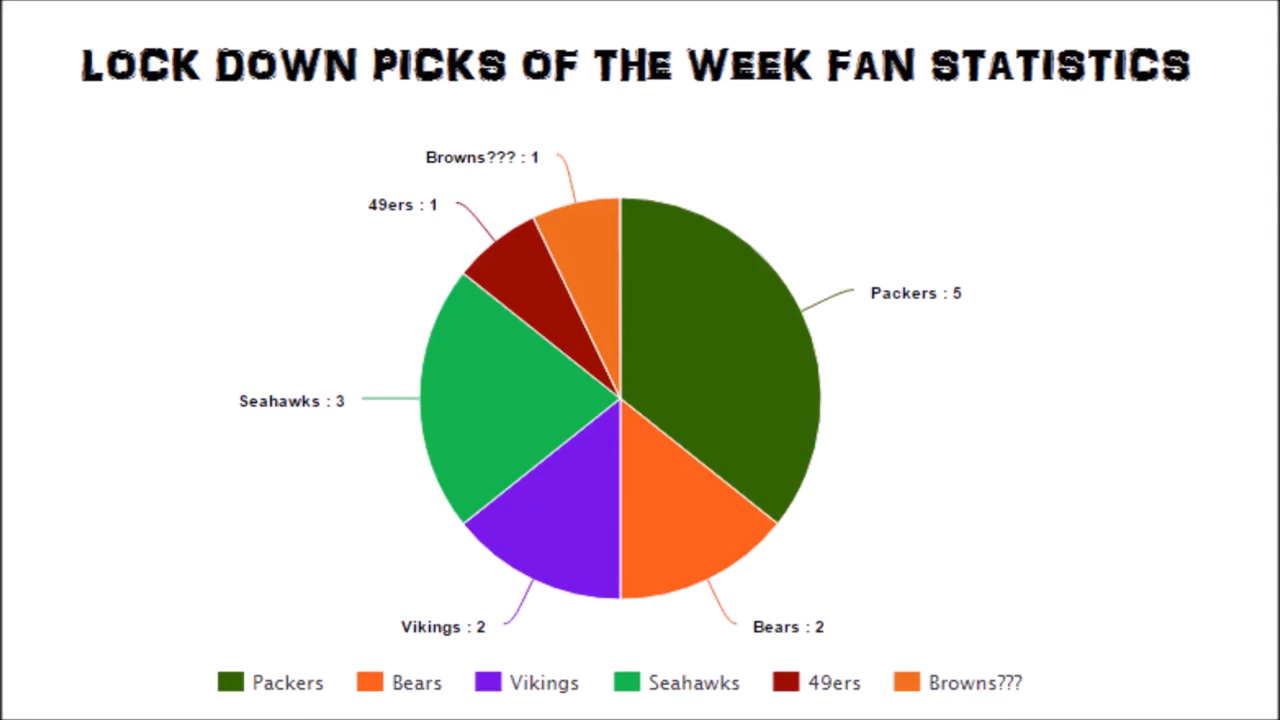 LOCK DOWN PICKS OF THE WEEK FAN STATISTICS
Browns??? : 1
49ers : 1
Packers : 5
Seahawks : 3
Vikings : 2
Bears : 2
Packers Bears Vikings Seahawks 49ers Browns???